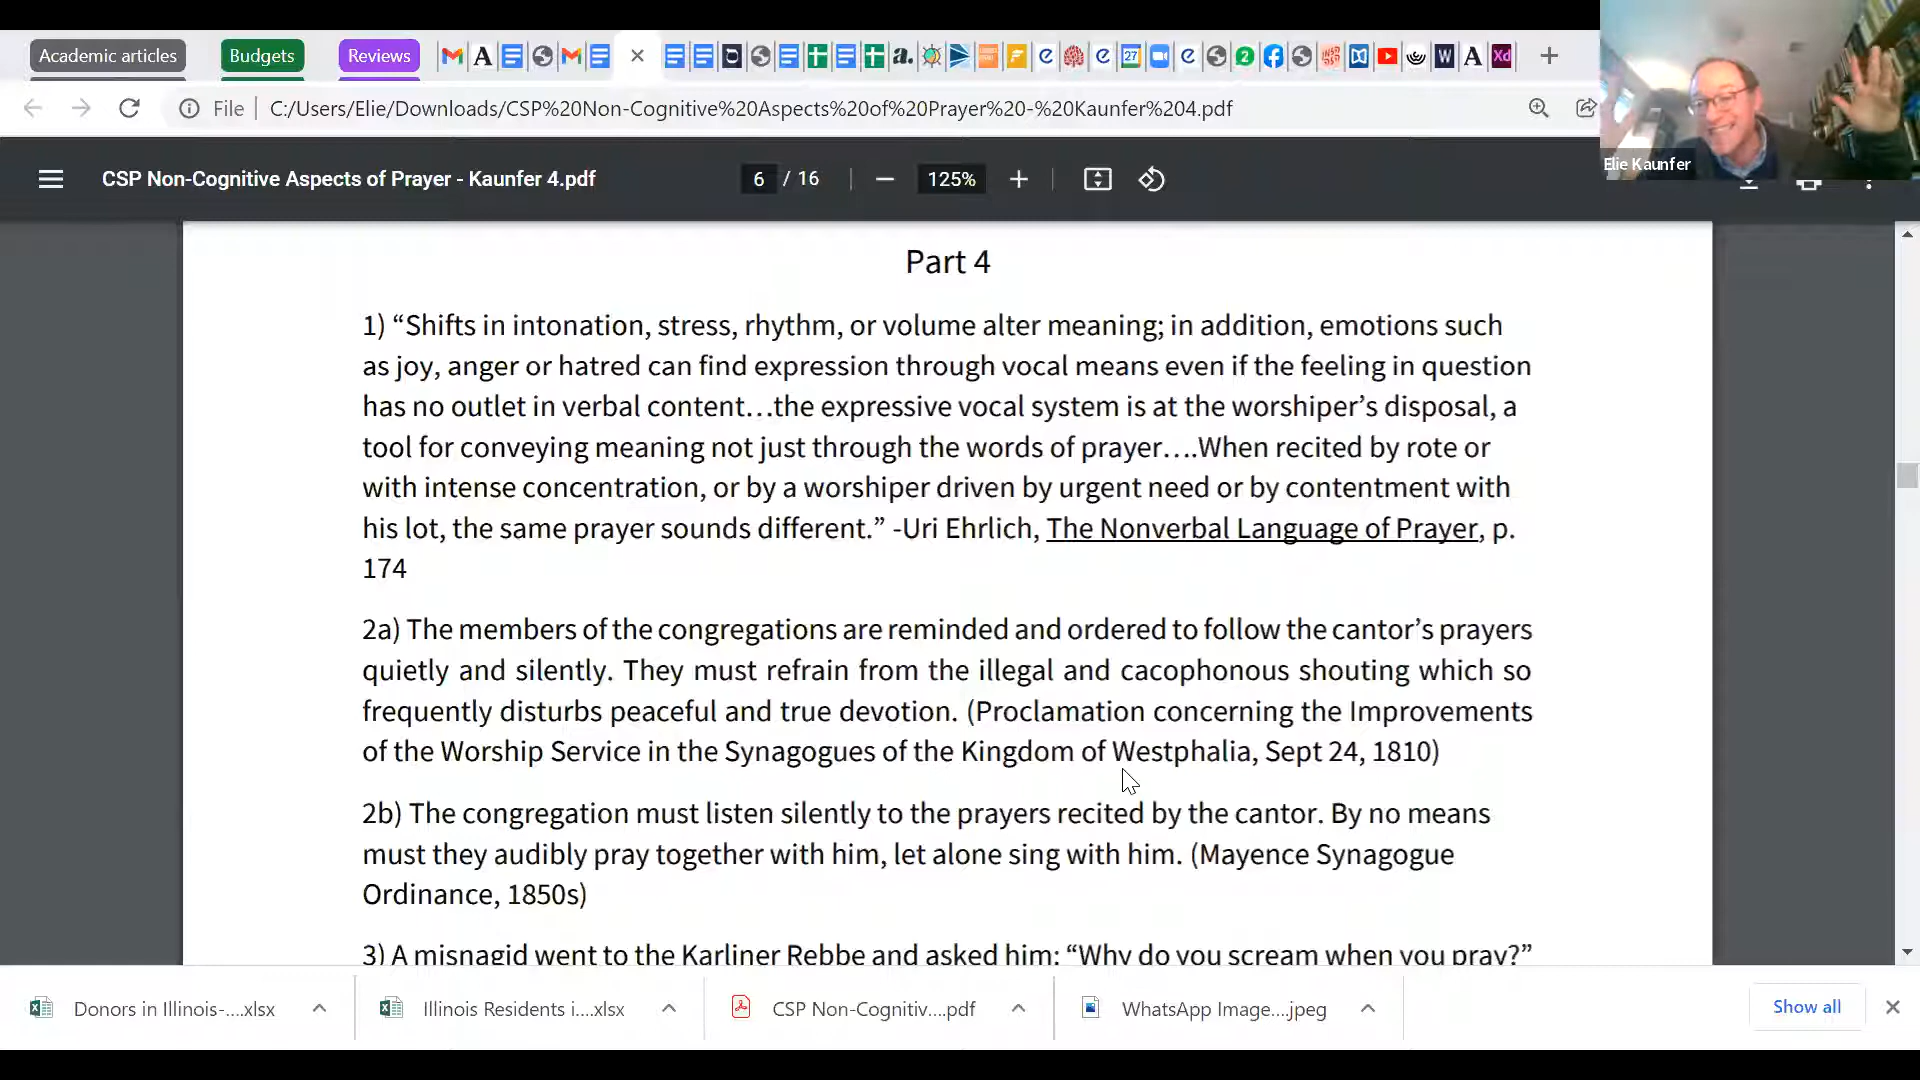 Academic articles
Budgets
Reviews
File
C:/Users/Elie/Downloads/CSP%20Non-Cognitive%20Aspects%20of%20Prayer%20-%20Kaunfer%204.pdf
Elie Kaunfer
CSP Non-Cognitive Aspects of Prayer - Kaunfer 4.pdf
6 / 16
125%
Part 4
1) “Shifts in intonation, stress, rhythm, or volume alter meaning; in addition, emotions such
as joy, anger or hatred can find expression through vocal means even if the feeling in question
has no outlet in verbal content…the expressive vocal system is at the worshiper’s disposal, a
tool for conveying meaning not just through the words of prayer….When recited by rote or
with intense concentration, or by a worshiper driven by urgent need or by contentment with
his lot, the same prayer sounds different.” -Uri Ehrlich, The Nonverbal Language of Prayer, p.
174
2a) The members of the congregations are reminded and ordered to follow the cantor’s prayers
quietly and silently. They must refrain from the illegal and cacophonous shouting which so
frequently disturbs peaceful and true devotion. (Proclamation concerning the Improvements
of the Worship Service in the Synagogues of the Kingdom of Westphalia, Sept 24, 1810)
2b) The congregation must listen silently to the prayers recited by the cantor. By no means
must they audibly pray together with him, let alone sing with him. (Mayence Synagogue
Ordinance, 1850s)
3) A misnagid went to the Karliner Rebbe and asked him: “Why do you scream when you pray?”
Donors in Illinois-....xlsx
Illinois Residents i....xlsx
CSP Non-Cognitiv....pdf
WhatsApp Image....jpeg
Show all